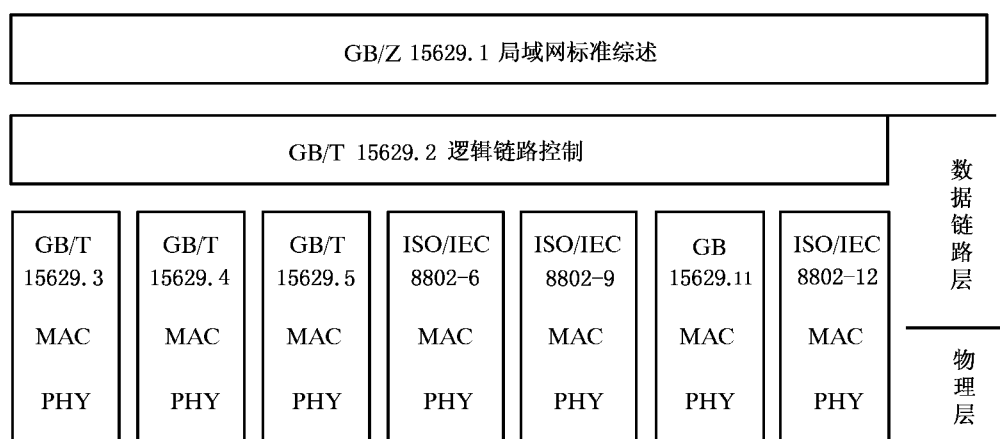 GB/Z 15629.1 局域网标准综述
GB/T 15629.2 逻辑链路控制
GB/T
15629.3
MAC
PHY
GB/T
15629.4
MAC
PHY
GB/T
15629.5
MAC
PHY
ISO/IEC
8802-6
MAC
PHY
ISO/IEC
8802-9
MAC
PHY
GB
15629.11
MAC
PHY
ISO/IEC
8802-12
MAC
PHY
数据链路层
物理层